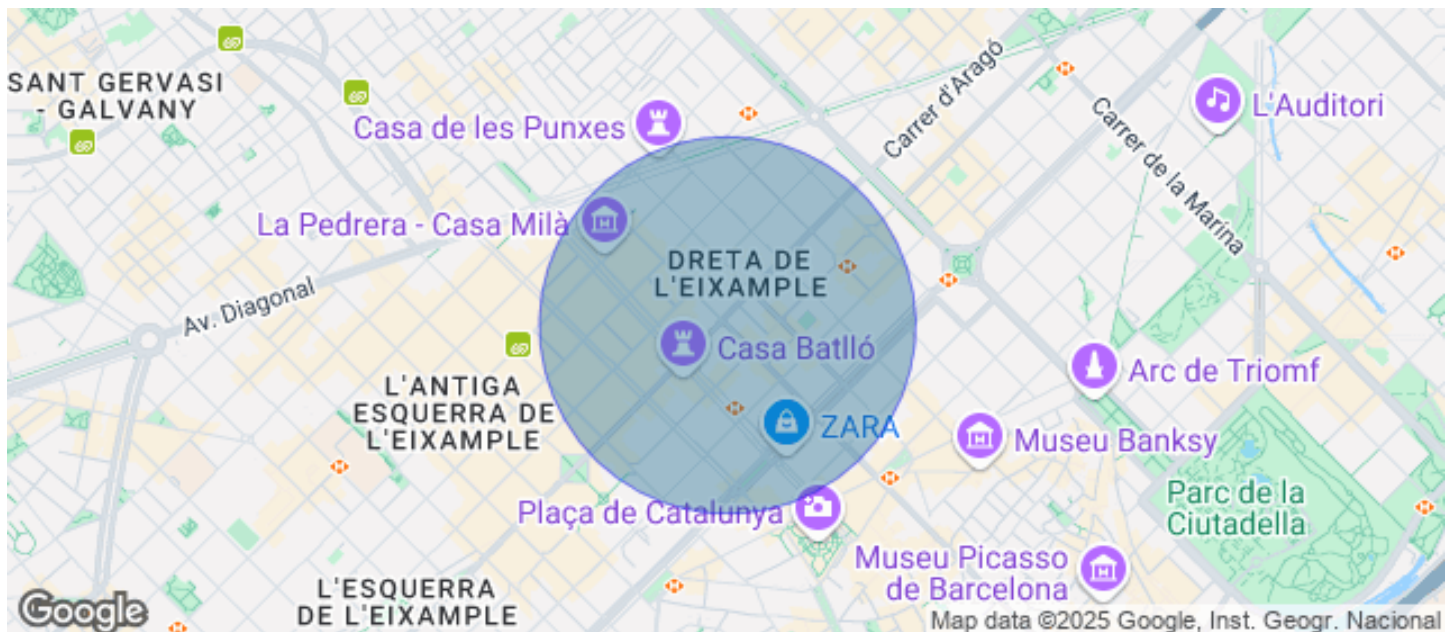 SANT GERVASI
- GALVANY
Casa de les Punxes
Carrer d'Aragó
L'Auditori
Carrer de la Marina
La Pedrera - Casa Milà
DRETA DE
L'EIXAMPLE
Av. Diagonal
Casa Batlló
L'ANTIGA
ESQUERRA DE
L'EIXAMPLE
Arc de Triomf
ZARA
Museu Banksy
Plaça de Catalunya
Parc de la
Ciutadella
Museu Picasso
de Barcelona
L'ESQUERRA
DE L'EIXAMPLE
Google
Map data ©2025 Google, Inst. Geogr. Nacional